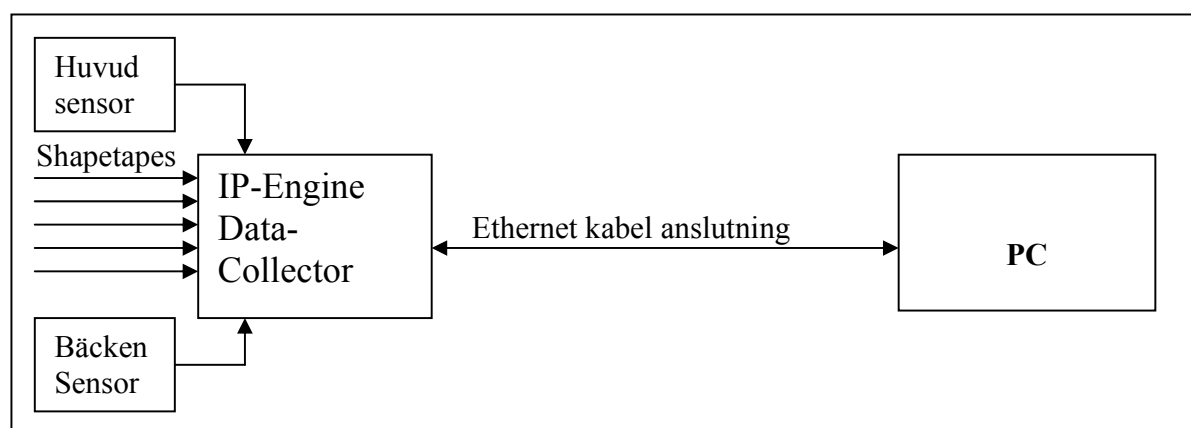 Huvud
sensor
Shapetapes
IP-Engine
Data-
Collector
Ethernet kabel anslutning
PC
Bäcken
Sensor